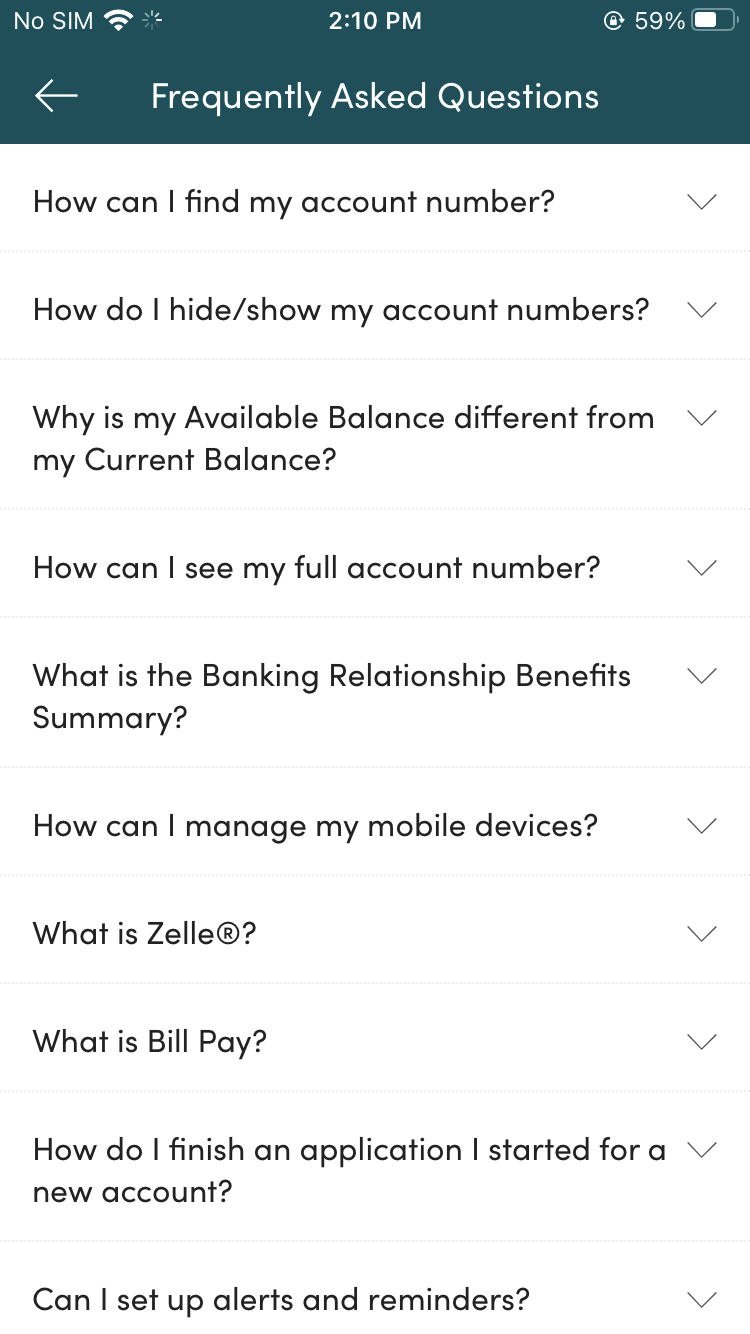 No SIM 2:10 PM 59%
Frequently Asked Questions
How can I find my account number?
How do I hide/show my account numbers?
Why is my Available Balance different from
my Current Balance?
How can I see my full account number?
What is the Banking Relationship Benefits
Summary?
How can I manage my mobile devices?
What is Zelle®?
What is Bill Pay?
How do I finish an application I started for a
new account?
Can I set up alerts and reminders?